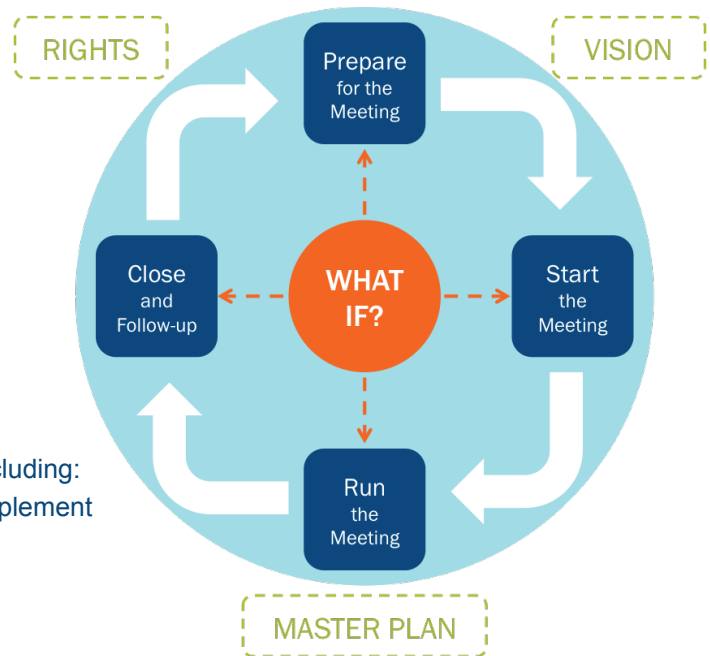 RIGHTS
VISION
Prepare
for the
Meeting
Close
and
Follow-up
WHAT
IF?
Start
the
Meeting
cluding:
plement
Run
the
Meeting
MASTER PLAN